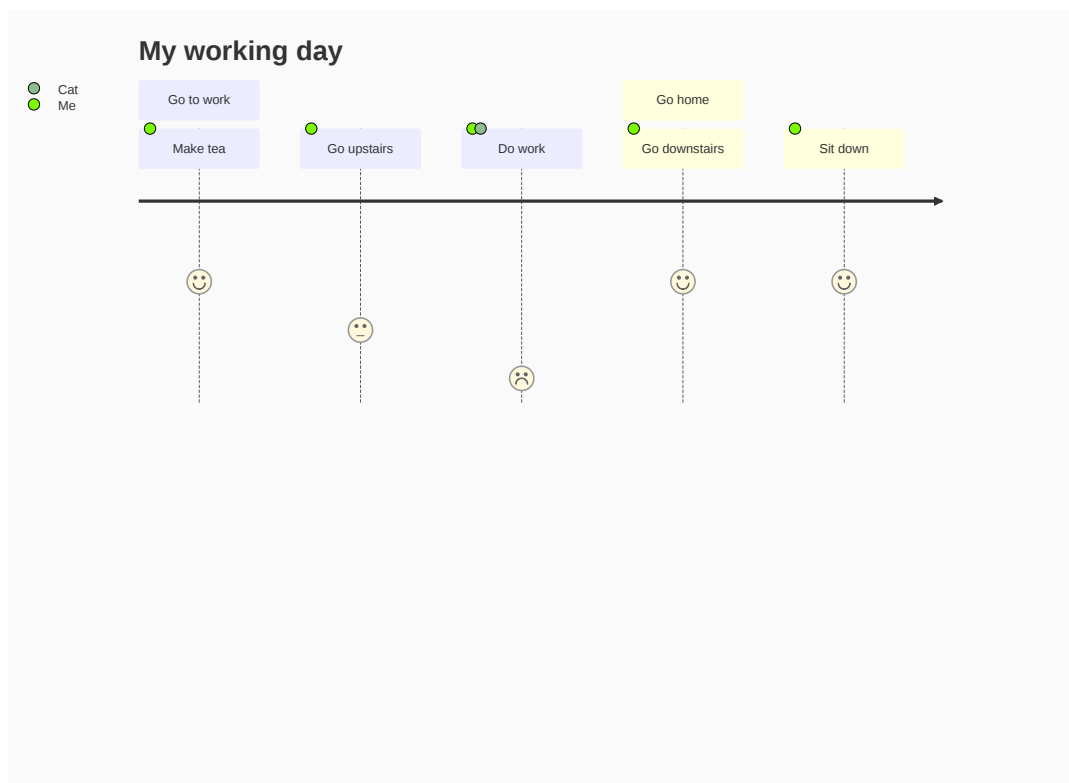 My working day
Cat
Me
Go to work
Go home
Make tea
Go upstairs
Do work
Go downstairs
Sit down